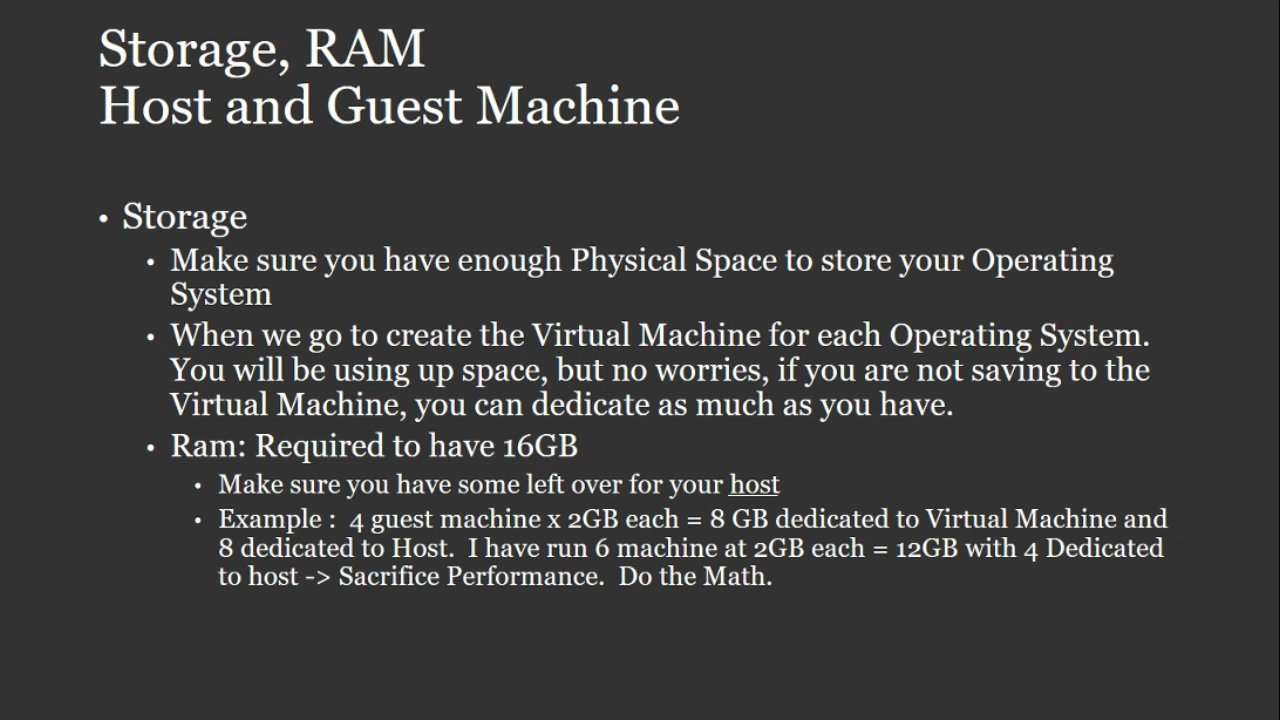 Storage, RAM
Host and Guest Machine
• Storage
• Make sure you have enough Physical Space to store your Operating
System
• When we go to create the Virtual Machine for each Operating System.
You will be using up space, but no worries, if you are not saving to the
Virtual Machine, you can dedicate as much as you have.
• Ram: Required to have 16GB
• Make sure you have some left over for your host
• Example :  4 guest machine x 2GB each = 8 GB dedicated to Virtual Machine and
8 dedicated to Host.  I have run 6 machine at 2GB each = 12GB with 4 Dedicated
to host -> Sacrifice Performance.  Do the Math.